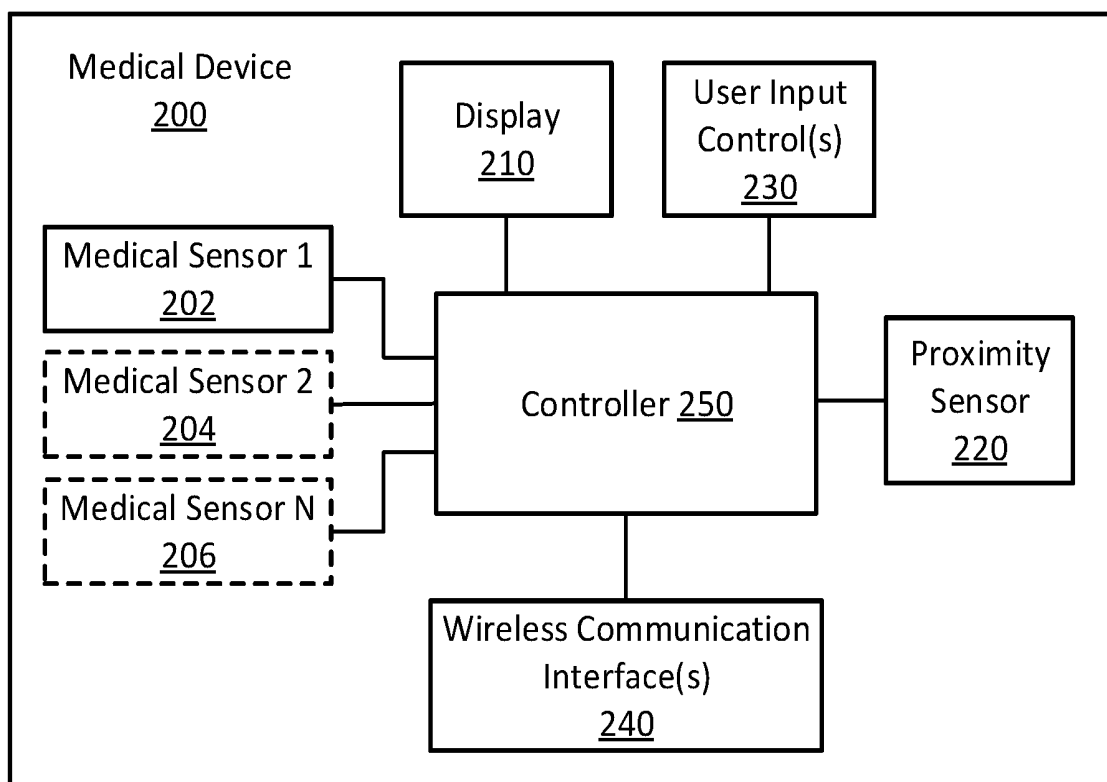 Medical Device
200
Display
210
User Input
Control(s)
230
Medical Sensor 1
202
Medical Sensor 2
204
Medical Sensor N
206
Controller 250
Proximity
Sensor
220
Wireless Communication
Interface(s)
240